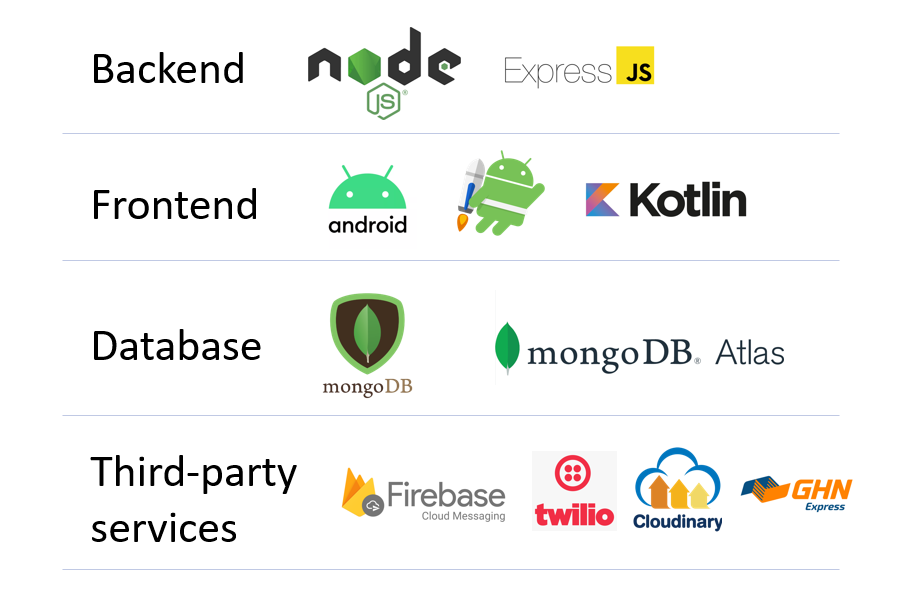 Backend
node
JS®
Express JS
Frontend
android
Kotlin
Database
mongoDB
mongoDB® Atlas
Third-party
services
Firebase
Cloud Messaging
twilio
Cloudinary
GHN
Express